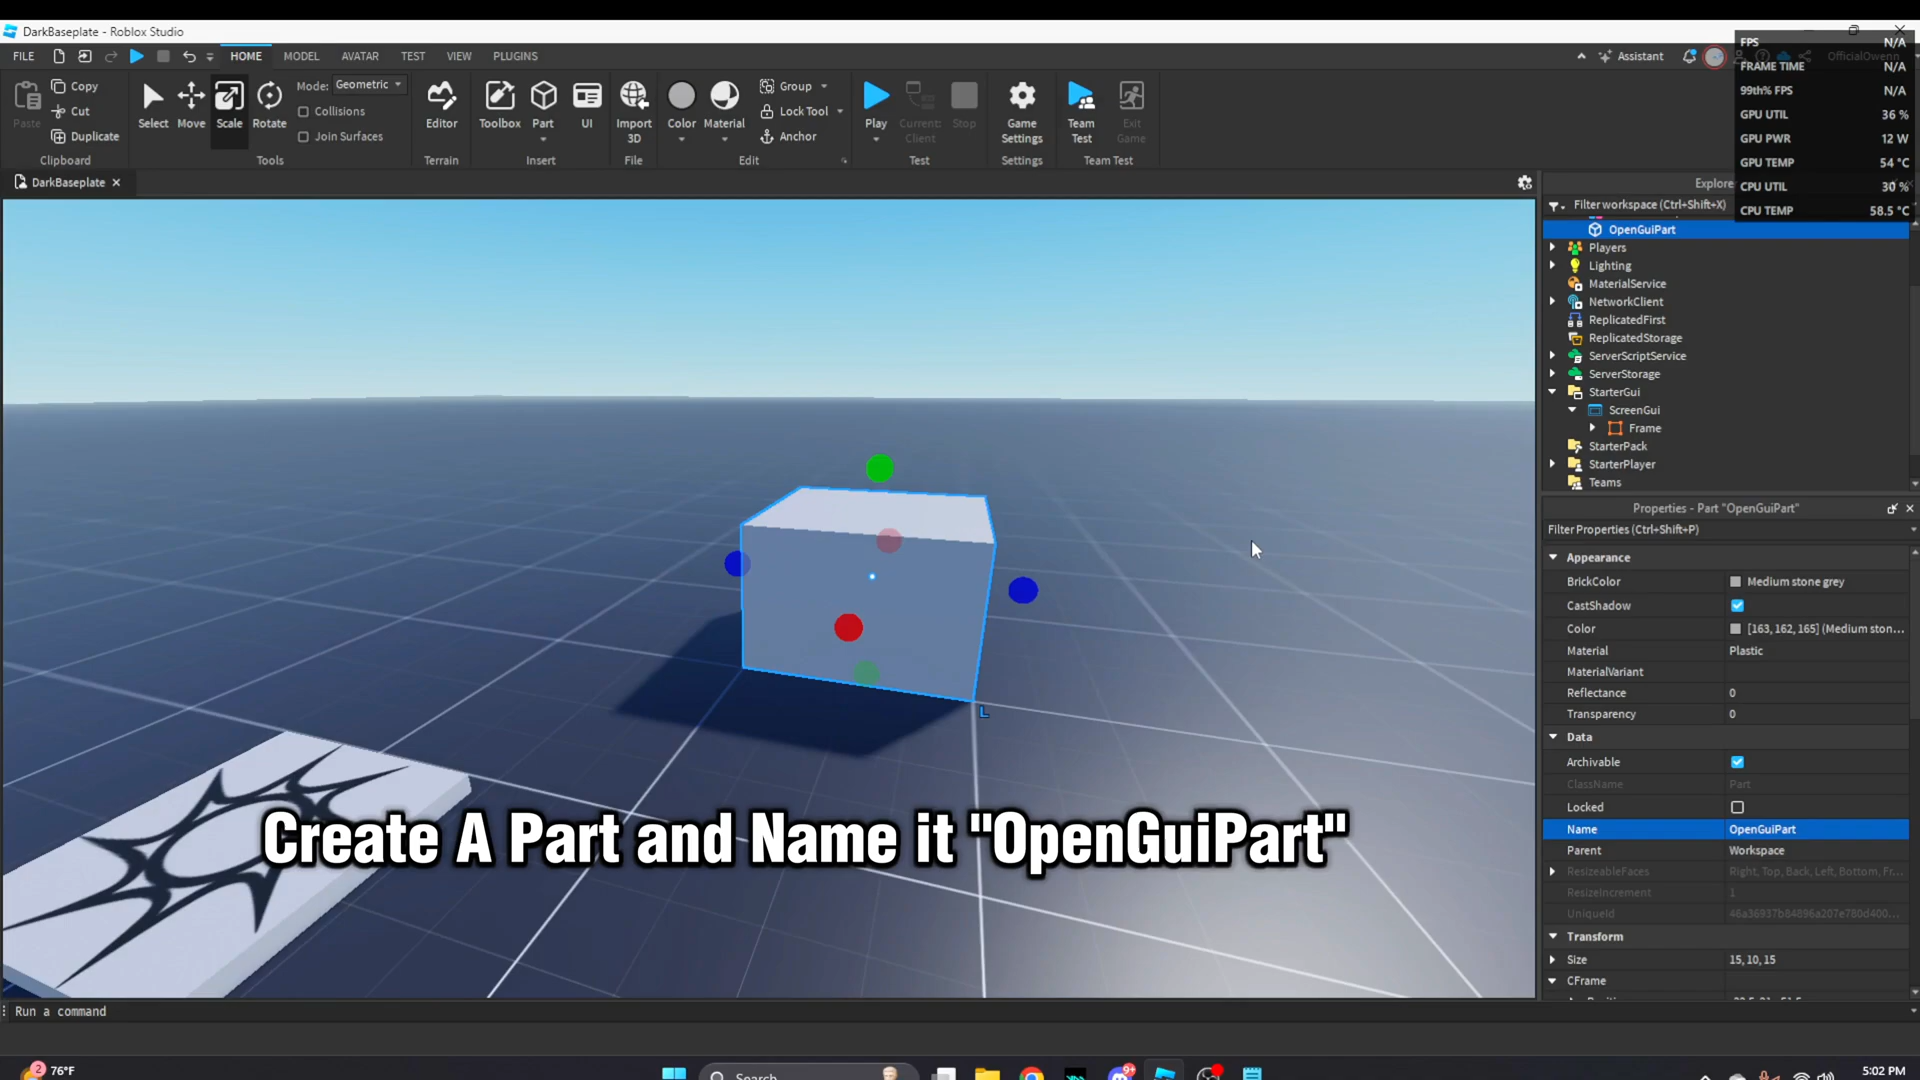 DarkBaseplate - Roblox Studio
FILE HOME MODEL AVATAR TEST VIEW PLUGINS Assistant OfficialOwenn
FPS N/A
FRAME TIME N/A
99th% FPS N/A
GPU UTIL 36 %
GPU PWR 12 W
GPU TEMP 54 °C
CPU UTIL 30 %
CPU TEMP 58.5 °C
Paste Copy Cut Duplicate
Clipboard
Select Move Scale Rotate
Mode: Geometric
Collisions
Join Surfaces
Tools
Editor
Terrain
Toolbox Part UI
Insert
Import 3D
File
Color Material
Group
Lock Tool
Anchor
Edit
Play Current: Client Stop
Test
Game Settings
Settings
Team Test Exit Game
Team Test
DarkBaseplate
Explore
Filter workspace (Ctrl+Shift+X)
OpenGuiPart
Players
Lighting
MaterialService
NetworkClient
ReplicatedFirst
ReplicatedStorage
ServerScriptService
ServerStorage
StarterGui
ScreenGui
Frame
StarterPack
StarterPlayer
Teams
Properties - Part "OpenGuiPart"
Filter Properties (Ctrl+Shift+P)
Appearance
BrickColor Medium stone grey
CastShadow
Color [163, 162, 165] (Medium ston...
Material Plastic
MaterialVariant
Reflectance 0
Transparency 0
Data
Archivable
ClassName Part
Locked
Name OpenGuiPart
Parent Workspace
ResizeableFaces Right, Top, Back, Left, Bottom, Fr...
ResizeIncrement 1
UniqueId 46a36937b84896a207e780d400...
Transform
Size 15, 10, 15
CFrame
L
Create A Part and Name it "OpenGuiPart"
Run a command
2 76°F
Search
9+
5:02 PM